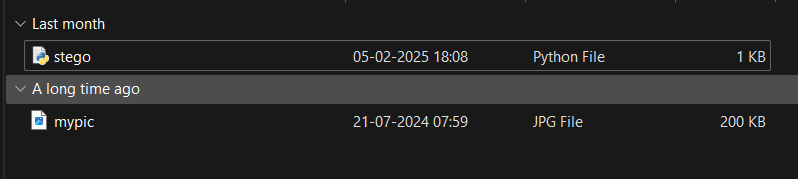 Last month
stego 05-02-2025 18:08 Python File 1 KB
A long time ago
mypic 21-07-2024 07:59 JPG File 200 KB